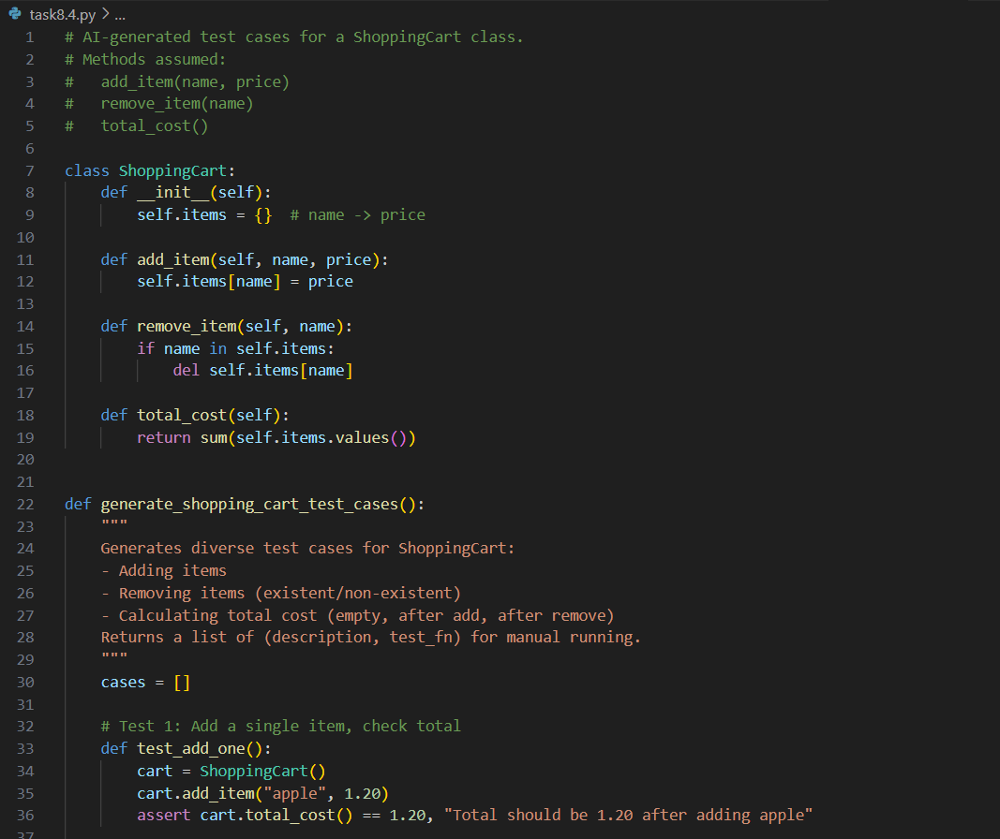 task8.4.py > ...
1 # AI-generated test cases for a ShoppingCart class.
2 # Methods assumed:
3 #   add_item(name, price)
4 #   remove_item(name)
5 #   total_cost()
6
7 class ShoppingCart:
8     def __init__(self):
9         self.items = {}  # name -> price
10
11     def add_item(self, name, price):
12         self.items[name] = price
13
14     def remove_item(self, name):
15         if name in self.items:
16             del self.items[name]
17
18     def total_cost(self):
19         return sum(self.items.values())
20
21
22 def generate_shopping_cart_test_cases():
23     """
24     Generates diverse test cases for ShoppingCart:
25     - Adding items
26     - Removing items (existent/non-existent)
27     - Calculating total cost (empty, after add, after remove)
28     Returns a list of (description, test_fn) for manual running.
29     """
30     cases = []
31
32     # Test 1: Add a single item, check total
33     def test_add_one():
34         cart = ShoppingCart()
35         cart.add_item("apple", 1.20)
36         assert cart.total_cost() == 1.20, "Total should be 1.20 after adding apple"
37